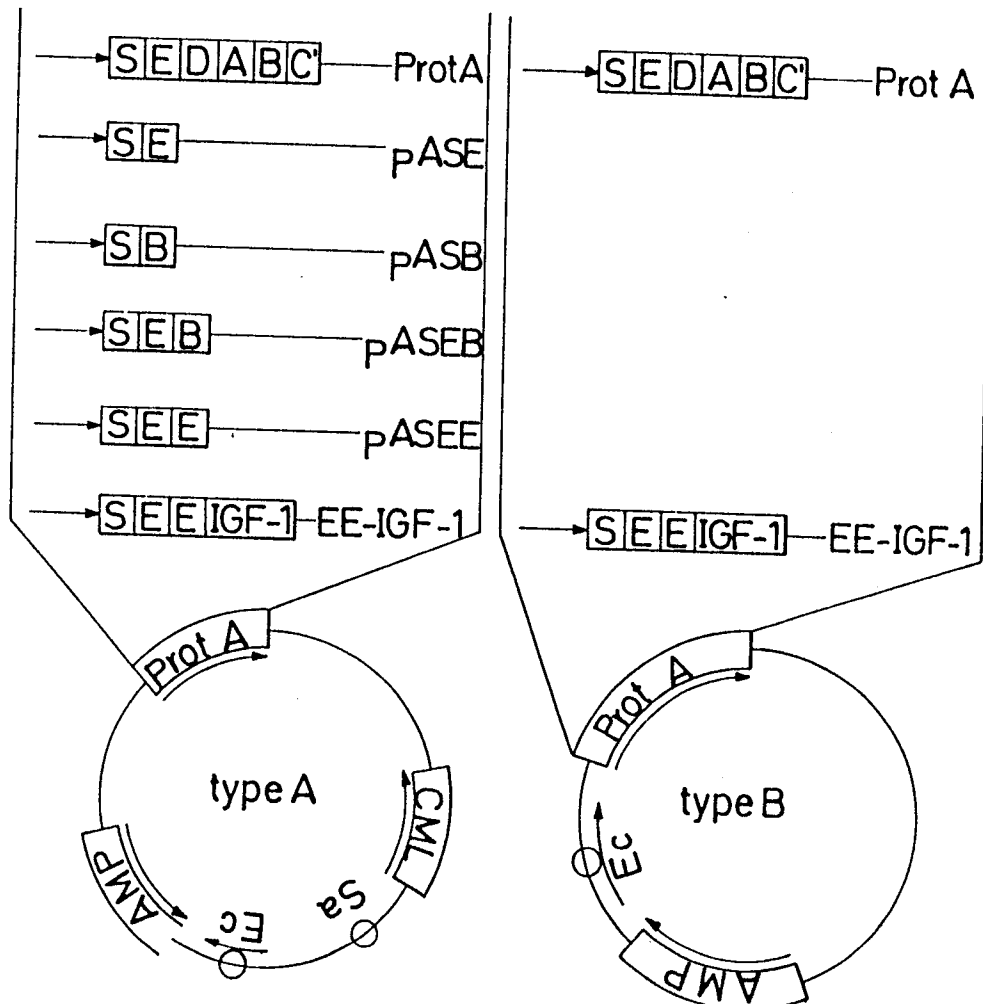 SEDABC' ProtA
SE pASE
SB pASB
SEB pASEB
SEE pASEE
SEEIGF-1 EE-IGF-1
Prot A
type A
CML
AMP
Ec
Sa
SEDABC' Prot A
SEEIGF-1 EE-IGF-1
Prot A
type B
Ec
AMP